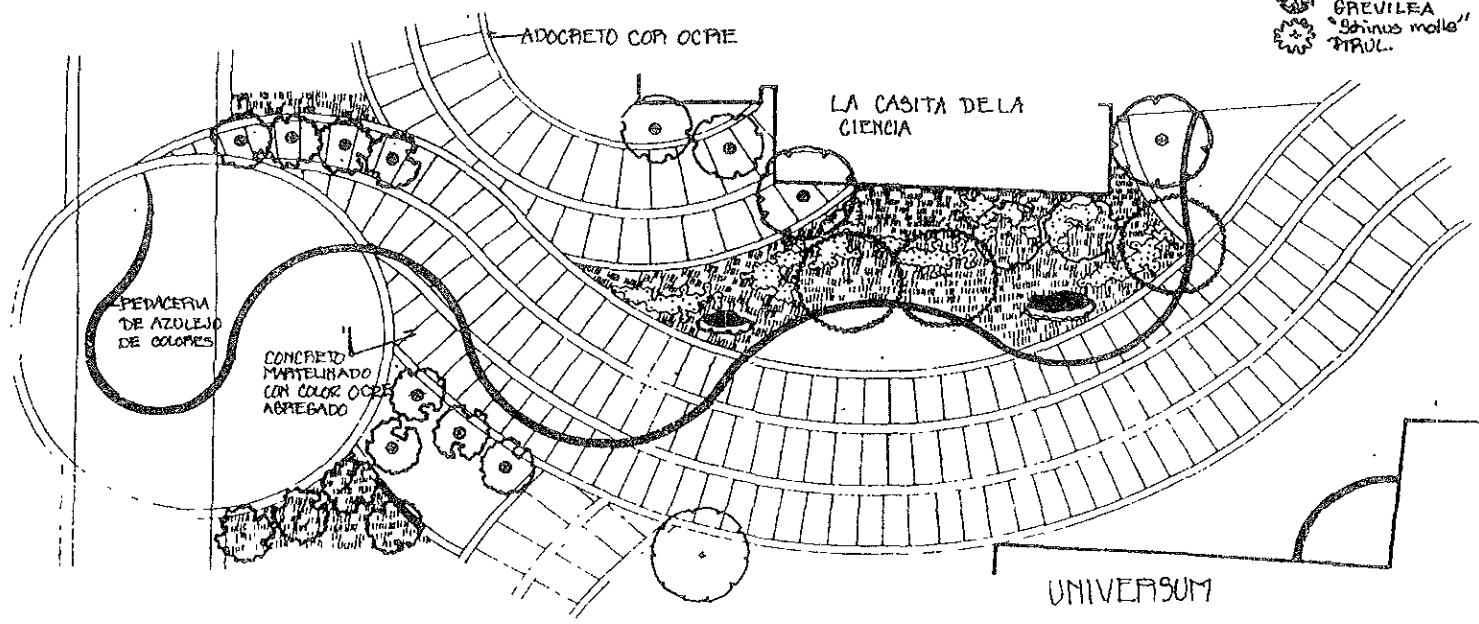 GREVILEA
"Schinus molle"
PIRUL.
ADOCRETO COR OCRE
LA CASITA DE LA
CIENCIA
PEDACERIA
DE AZULEJO
DE COLORES
CONCRETO
MARTELINADO
CON COLOR OCRE
AGREGADO
UNIVERSUM